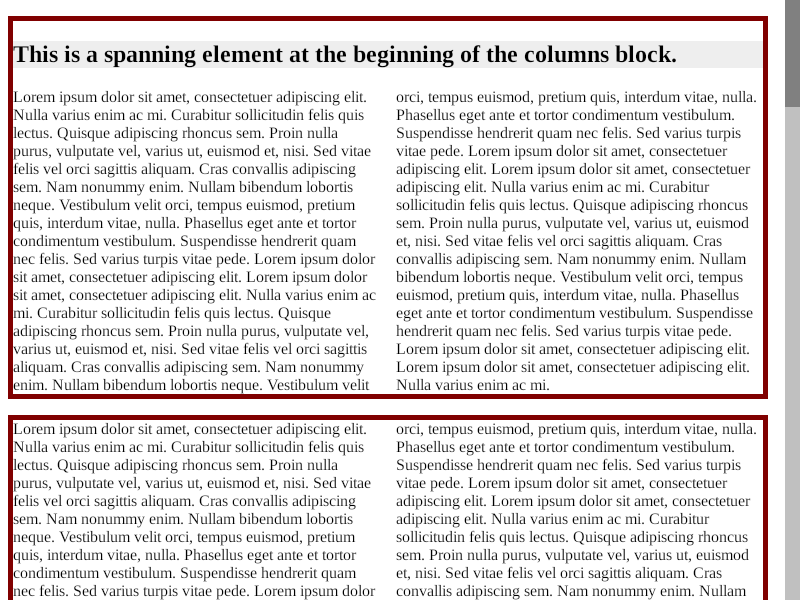 This is a spanning element at the beginning of the columns block.
Lorem ipsum dolor sit amet, consectetuer adipiscing elit.
Nulla varius enim ac mi. Curabitur sollicitudin felis quis
lectus. Quisque adipiscing rhoncus sem. Proin nulla
purus, vulputate vel, varius ut, euismod et, nisi. Sed vitae
felis vel orci sagittis aliquam. Cras convallis adipiscing
sem. Nam nonummy enim. Nullam bibendum lobortis
neque. Vestibulum velit orci, tempus euismod, pretium
quis, interdum vitae, nulla. Phasellus eget ante et tortor
condimentum vestibulum. Suspendisse hendrerit quam
nec felis. Sed varius turpis vitae pede. Lorem ipsum dolor
sit amet, consectetuer adipiscing elit. Lorem ipsum dolor
sit amet, consectetuer adipiscing elit. Nulla varius enim ac
mi. Curabitur sollicitudin felis quis lectus. Quisque
adipiscing rhoncus sem. Proin nulla purus, vulputate vel,
varius ut, euismod et, nisi. Sed vitae felis vel orci sagittis
aliquam. Cras convallis adipiscing sem. Nam nonummy
enim. Nullam bibendum lobortis neque. Vestibulum velit
orci, tempus euismod, pretium quis, interdum vitae, nulla.
Phasellus eget ante et tortor condimentum vestibulum.
Suspendisse hendrerit quam nec felis. Sed varius turpis
vitae pede. Lorem ipsum dolor sit amet, consectetuer
adipiscing elit. Lorem ipsum dolor sit amet, consectetuer
adipiscing elit. Nulla varius enim ac mi. Curabitur
sollicitudin felis quis lectus. Quisque adipiscing rhoncus
sem. Proin nulla purus, vulputate vel, varius ut, euismod
et, nisi. Sed vitae felis vel orci sagittis aliquam. Cras
convallis adipiscing sem. Nam nonummy enim. Nullam
bibendum lobortis neque. Vestibulum velit orci, tempus
euismod, pretium quis, interdum vitae, nulla. Phasellus
eget ante et tortor condimentum vestibulum. Suspendisse
hendrerit quam nec felis. Sed varius turpis vitae pede.
Lorem ipsum dolor sit amet, consectetuer adipiscing elit.
Lorem ipsum dolor sit amet, consectetuer adipiscing elit.
Nulla varius enim ac mi.
Lorem ipsum dolor sit amet, consectetuer adipiscing elit.
Nulla varius enim ac mi. Curabitur sollicitudin felis quis
lectus. Quisque adipiscing rhoncus sem. Proin nulla
purus, vulputate vel, varius ut, euismod et, nisi. Sed vitae
felis vel orci sagittis aliquam. Cras convallis adipiscing
sem. Nam nonummy enim. Nullam bibendum lobortis
neque. Vestibulum velit orci, tempus euismod, pretium
quis, interdum vitae, nulla. Phasellus eget ante et tortor
condimentum vestibulum. Suspendisse hendrerit quam
nec felis. Sed varius turpis vitae pede. Lorem ipsum dolor
orci, tempus euismod, pretium quis, interdum vitae, nulla.
Phasellus eget ante et tortor condimentum vestibulum.
Suspendisse hendrerit quam nec felis. Sed varius turpis
vitae pede. Lorem ipsum dolor sit amet, consectetuer
adipiscing elit. Lorem ipsum dolor sit amet, consectetuer
adipiscing elit. Nulla varius enim ac mi. Curabitur
sollicitudin felis quis lectus. Quisque adipiscing rhoncus
sem. Proin nulla purus, vulputate vel, varius ut, euismod
et, nisi. Sed vitae felis vel orci sagittis aliquam. Cras
convallis adipiscing sem. Nam nonummy enim. Nullam